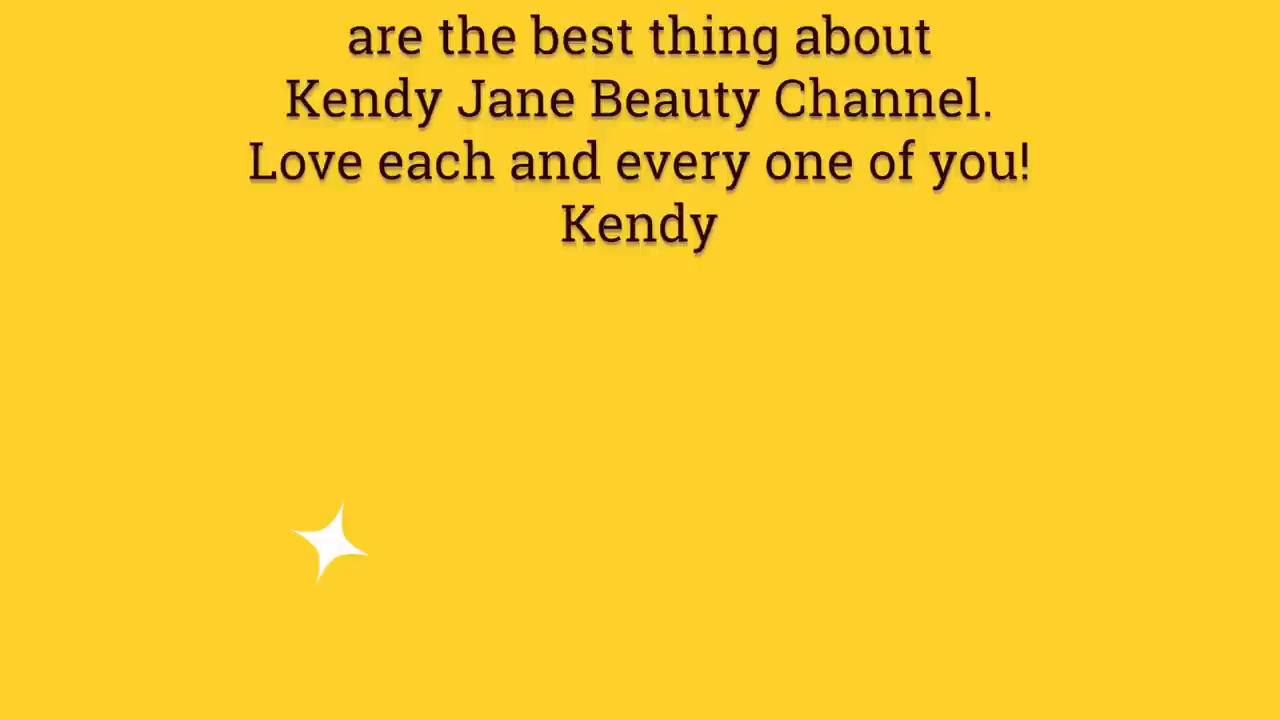 are the best thing about
Kendy Jane Beauty Channel.
Love each and every one of you!
Kendy